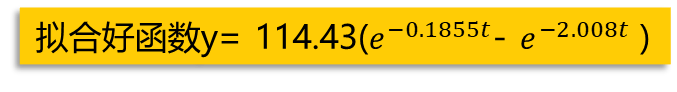 拟合好函数y= 114.43(e^{-0.1855t}- e^{-2.008t} )